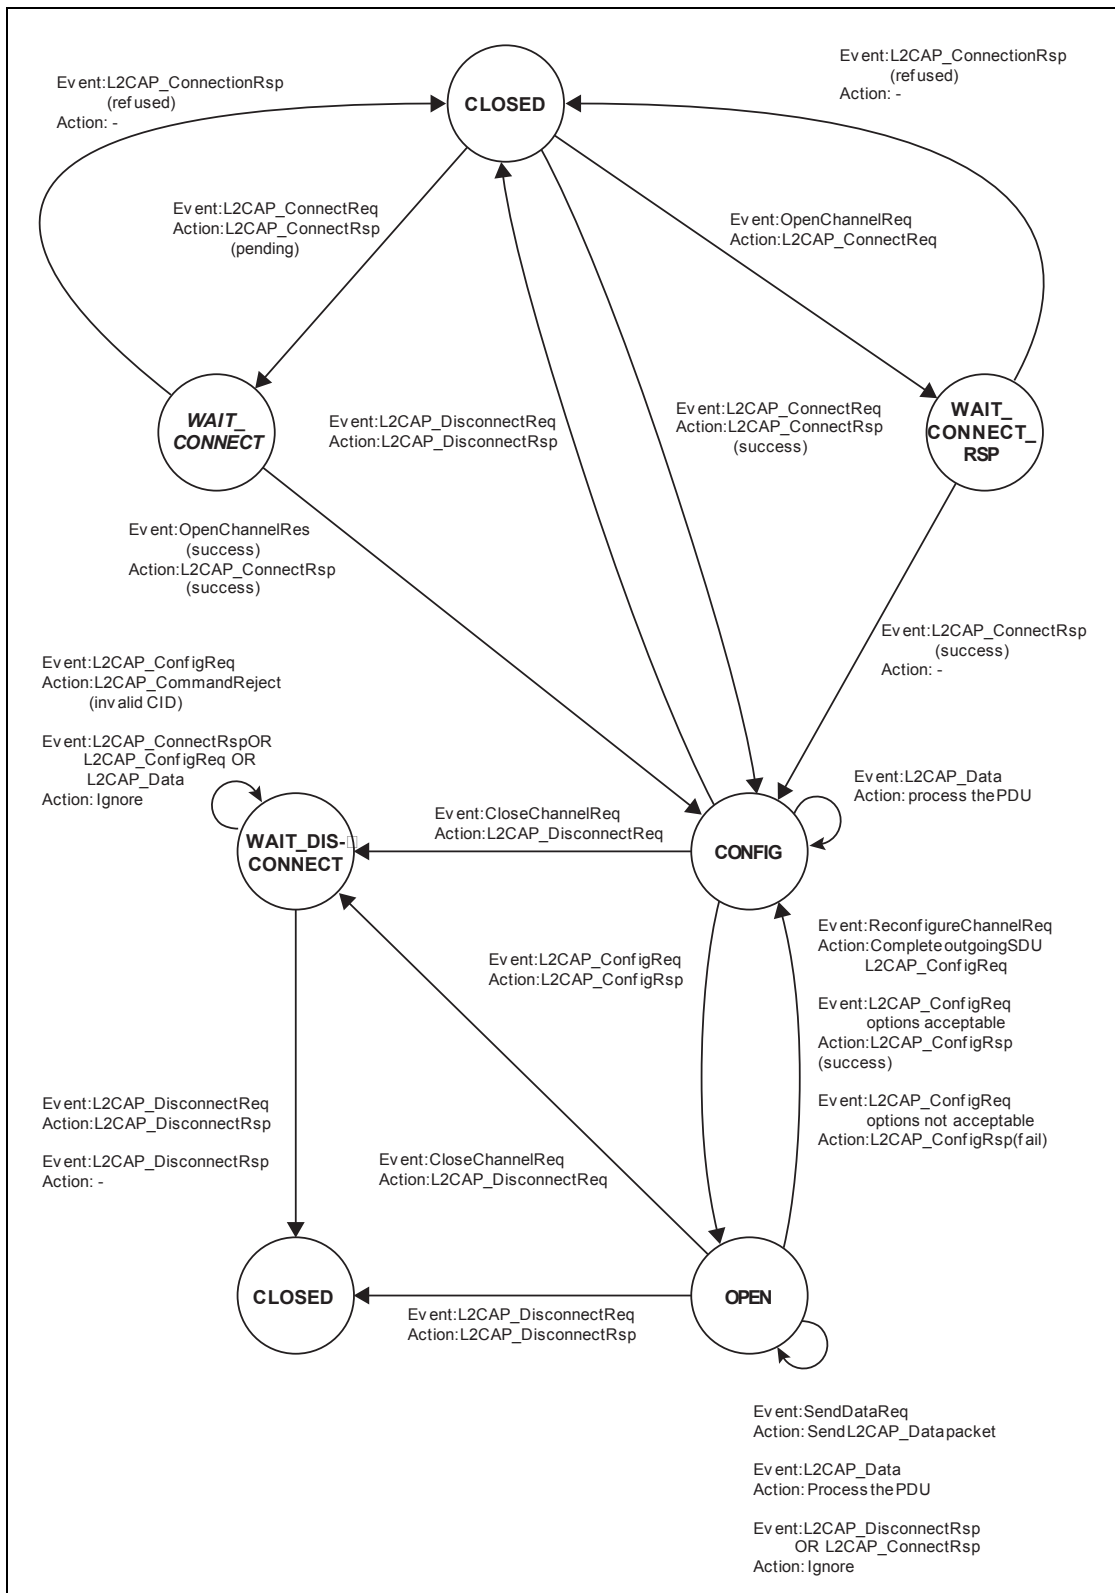 Event:L2CAP_ConnectionRsp
(refused)
Action: -
CLOSED
Event:L2CAP_ConnectionRsp
(refused)
Action: -
Event:L2CAP_ConnectReq
Action:L2CAP_ConnectRsp
(pending)
Event:OpenChannelReq
Action:L2CAP_ConnectReq
WAIT_
CONNECT
Event:L2CAP_DisconnectReq
Action:L2CAP_DisconnectRsp
Event:L2CAP_ConnectReq
Action:L2CAP_ConnectRsp
(success)
WAIT_
CONNECT_
RSP
Event:OpenChannelRes
(success)
Action:L2CAP_ConnectRsp
(success)
Event:L2CAP_ConnectRsp
(success)
Action: -
Event:L2CAP_ConfigReq
Action:L2CAP_CommandReject
(invalid CID)
Event:L2CAP_ConnectRspOR
L2CAP_ConfigReq OR
L2CAP_Data
Action: Ignore
Event:L2CAP_Data
Action: process the PDU
Event:CloseChannelReq
Action:L2CAP_DisconnectReq
WAIT_DIS-
CONNECT
CONFIG
Event:L2CAP_ConfigReq
Action:L2CAP_ConfigRsp
Event:ReconfigureChannelReq
Action:Complete outgoing SDU
L2CAP_ConfigReq
Event:L2CAP_ConfigReq
options acceptable
Action:L2CAP_ConfigRsp
(success)
Event:L2CAP_ConfigReq
options not acceptable
Action:L2CAP_ConfigRsp(fail)
Event:L2CAP_DisconnectReq
Action:L2CAP_DisconnectRsp
Event:L2CAP_DisconnectRsp
Action: -
Event:CloseChannelReq
Action:L2CAP_DisconnectReq
CLOSED
OPEN
Event:L2CAP_DisconnectReq
Action:L2CAP_DisconnectRsp
Event:SendDataReq
Action: Send L2CAP_Data packet
Event:L2CAP_Data
Action: Process the PDU
Event:L2CAP_DisconnectRsp
OR L2CAP_ConnectRsp
Action: Ignore